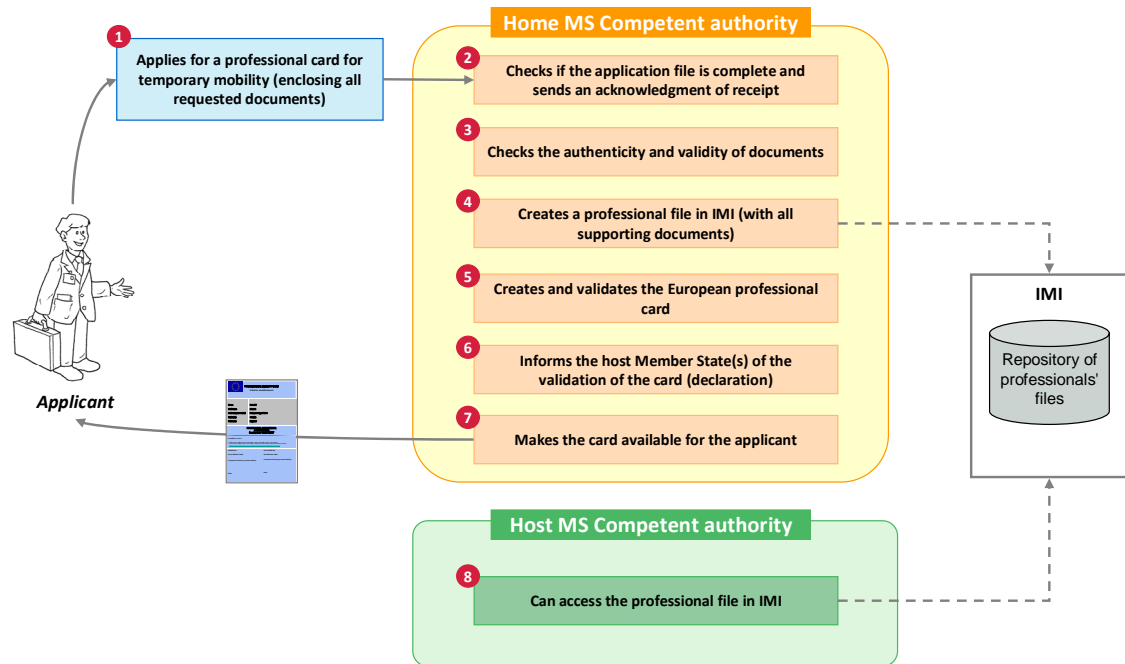 Home MS Competent authority
1
Applies for a professional card for
temporary mobility (enclosing all
requested documents)
2
Checks if the application file is complete and
sends an acknowledgment of receipt
3
Checks the authenticity and validity of documents
4
Creates a professional file in IMI (with all
supporting documents)
5
Creates and validates the European professional
card
IMI
Repository of
professionals'
files
6
Informs the host Member State(s) of the
validation of the card (declaration)
Applicant
7
Makes the card available for the applicant
Host MS Competent authority
8
Can access the professional file in IMI